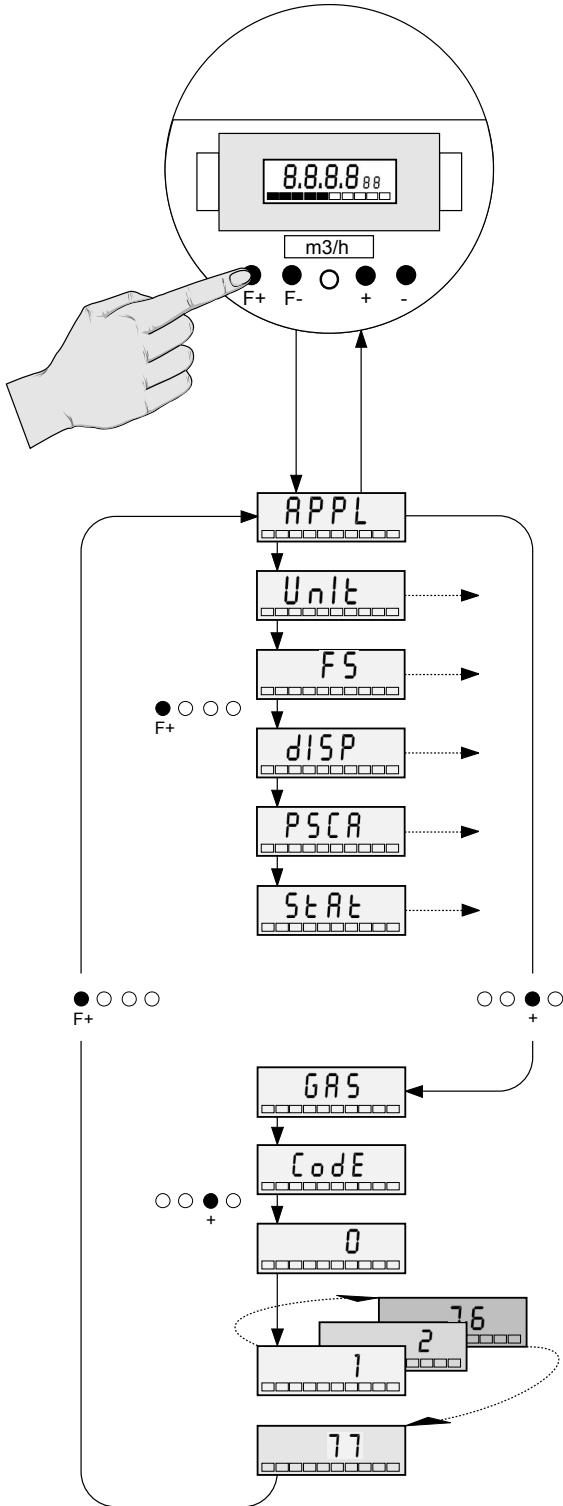 8.8.8.8 88
m3/h
F+ F- + -
APPL
UnIt
FS
F+
dISP
PSCA
StAt
F+
+
GAS
CodE
+
0
76
2
1
77